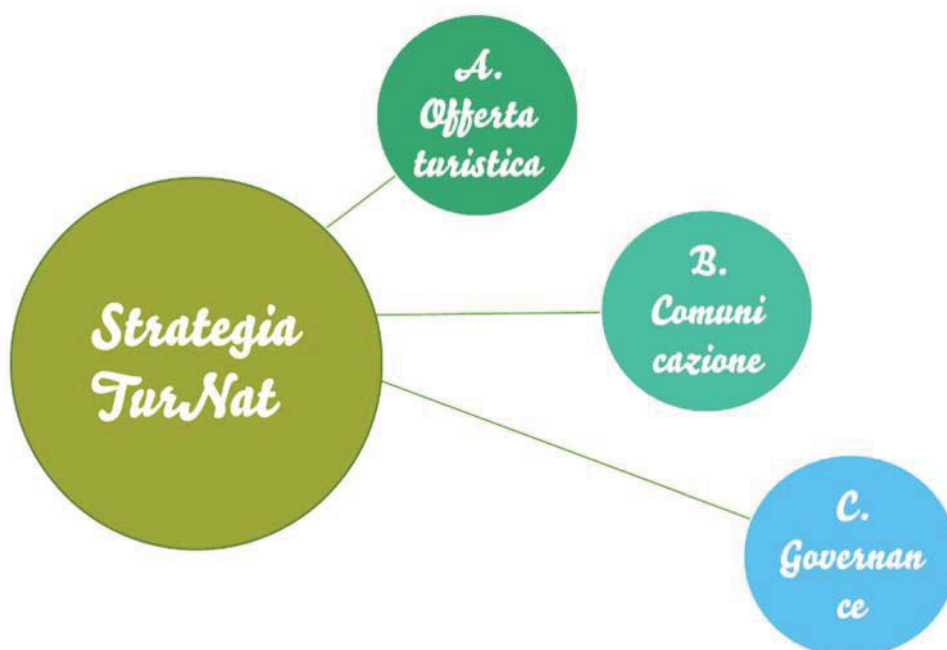 A.
Offerta
turistica
Strategia
TurNat
B.
Comuni
cazione
C.
Governan
ce